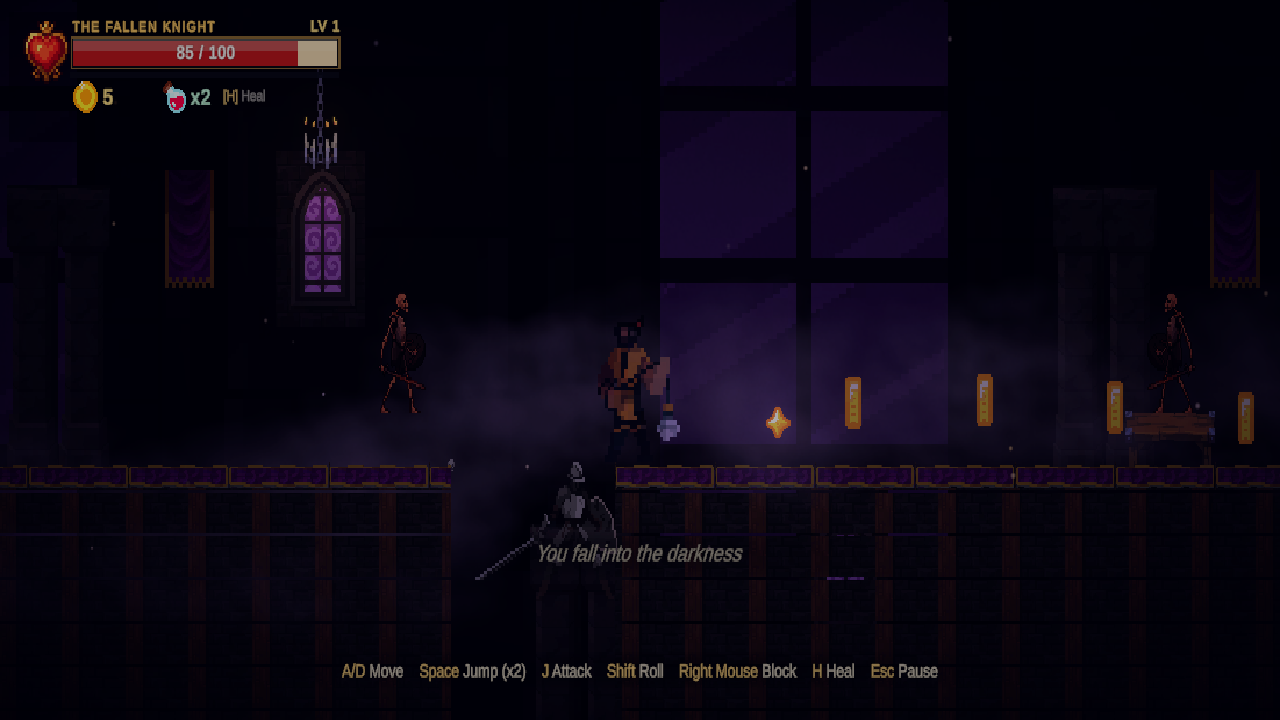 THE FALLEN KNIGHT LV 1
85 / 100
5 x2 [H] Heal
You fall into the darkness
A/D Move Space Jump (x2) J Attack Shift Roll Right Mouse Block H Heal Esc Pause